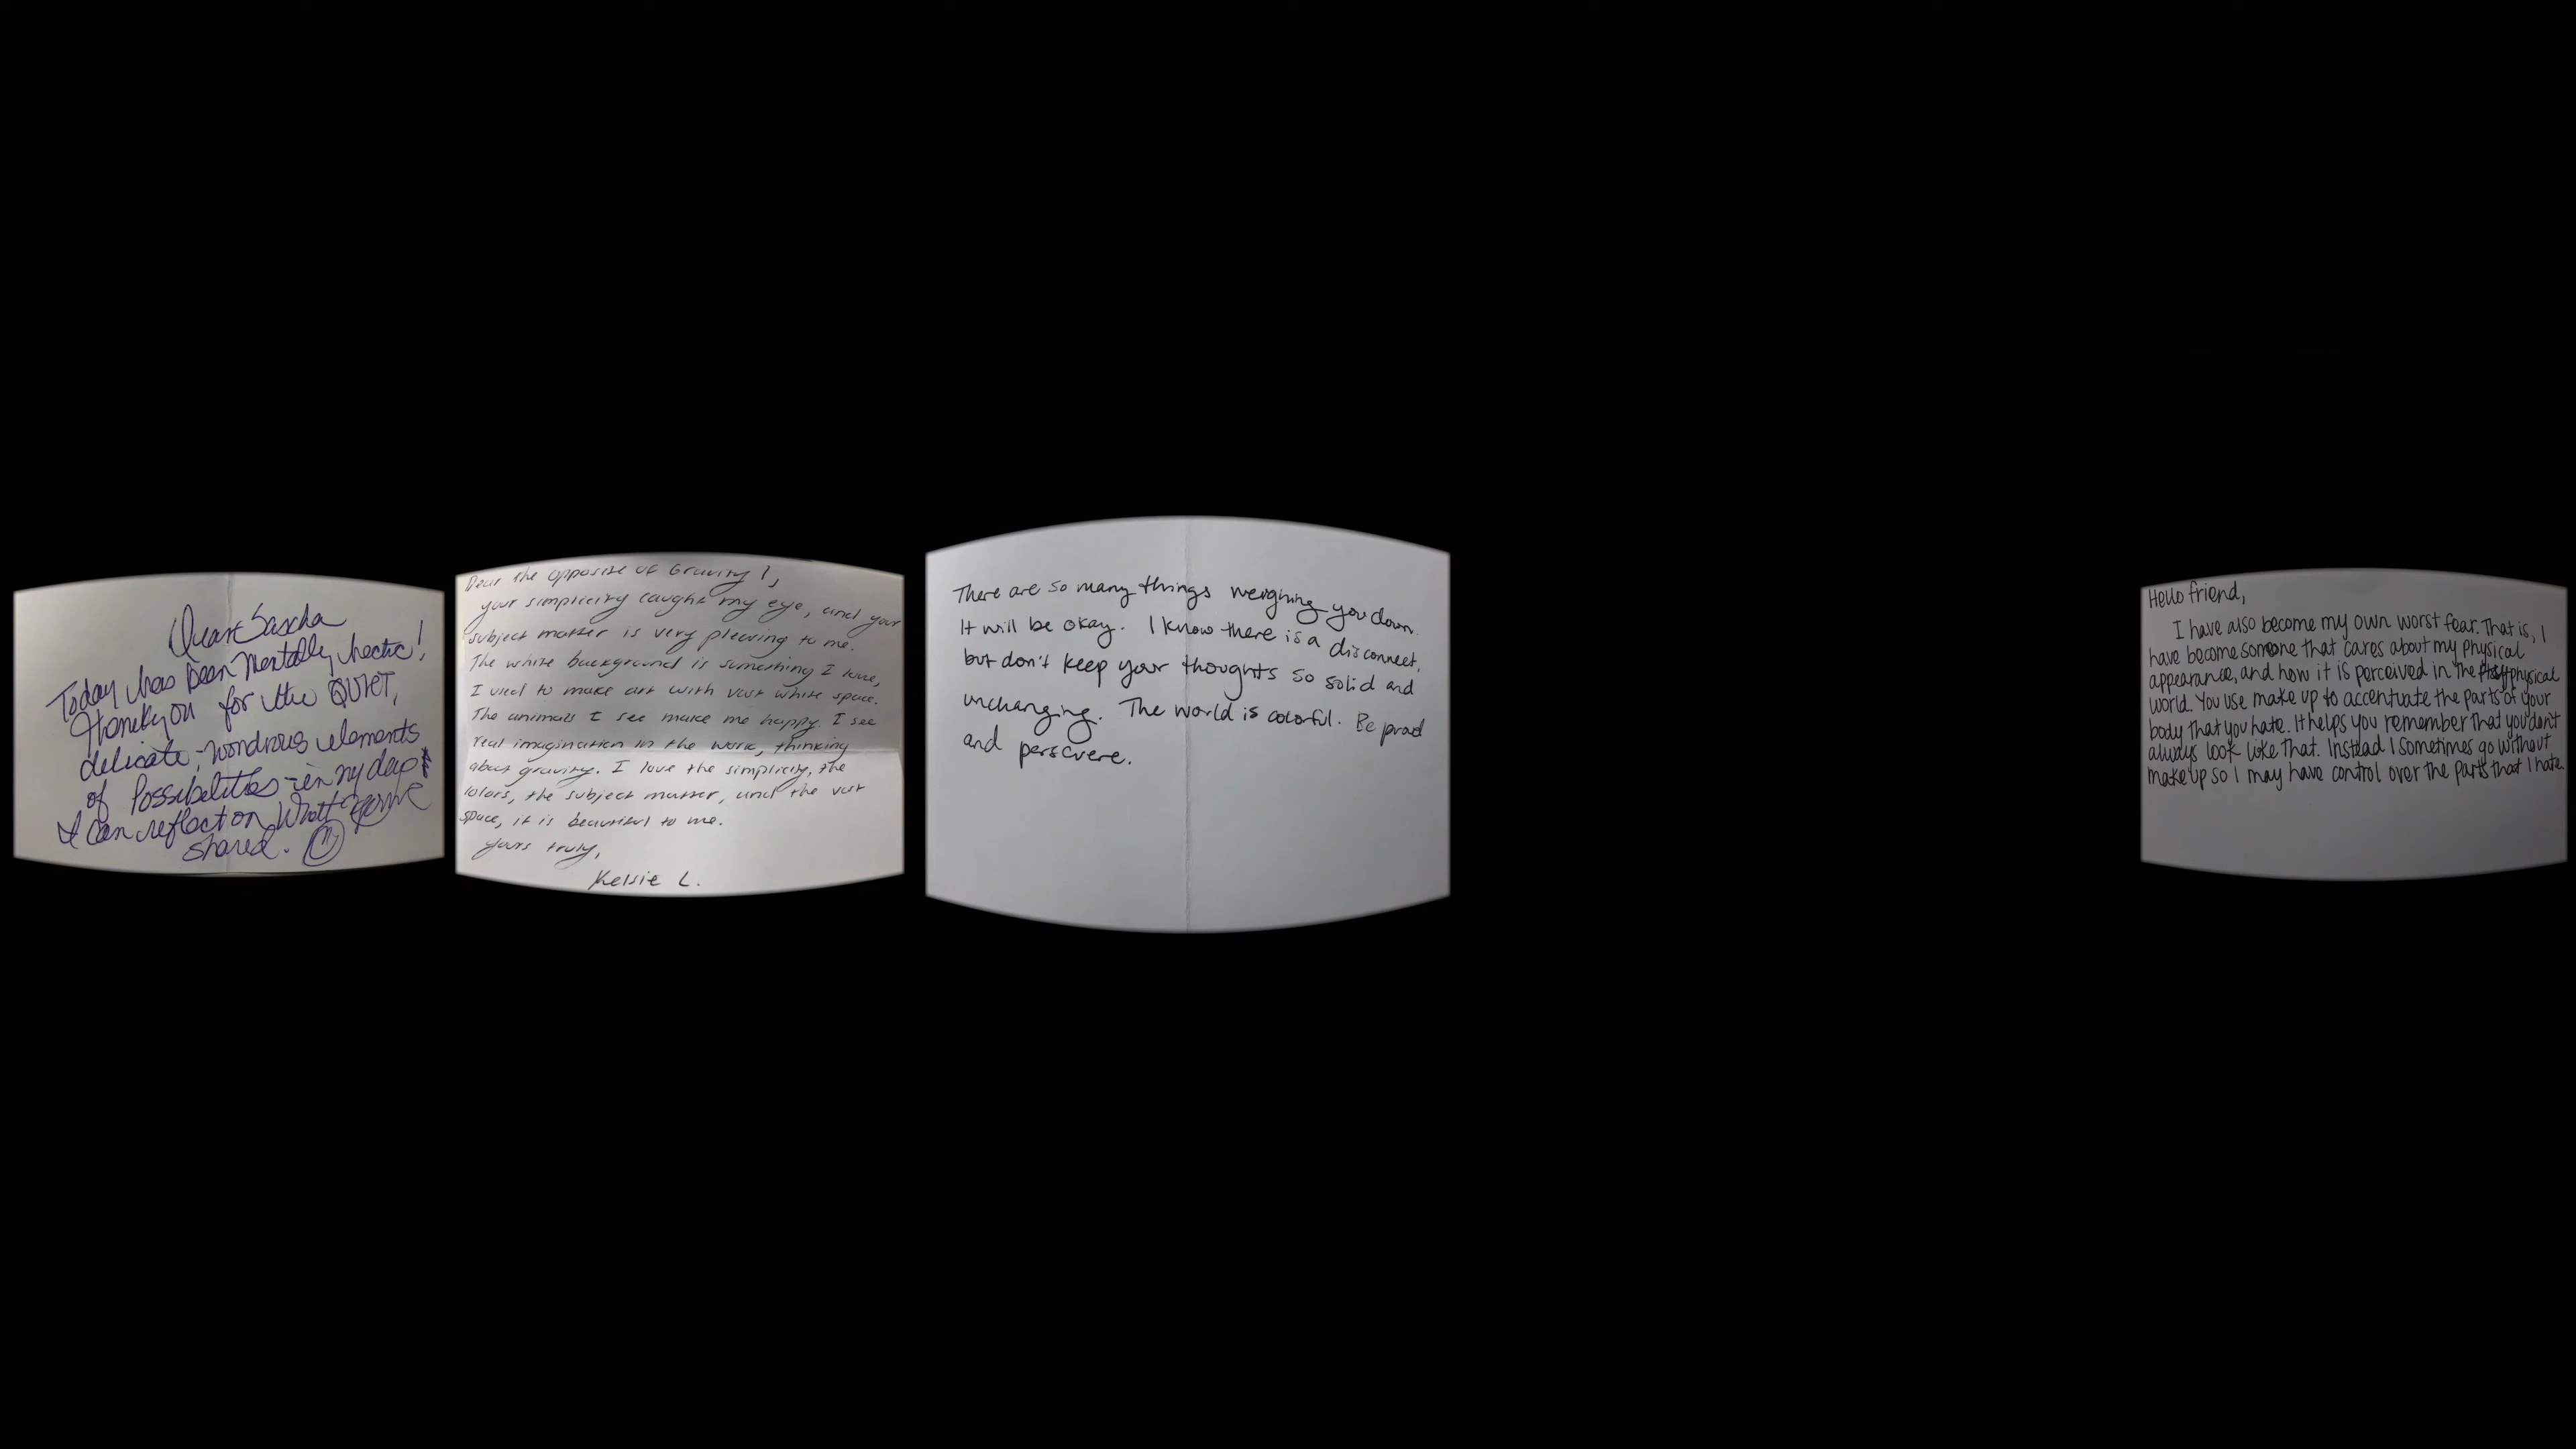 Dear Sascha
Today has been Mentally hectic!
Thank you for the QUIET,
delicate, wondrous elements
of Possibilities - in my day
I can reflect on what
shared.
Dear the opposite of Gravity 1,
your simplicity caught my eye, and your
subject matter is very pleasing to me.
The white background is something I love,
I used to make art with vast white space.
The animals I see make me happy. I see
real imagination in the work, thinking
about gravity. I love the simplicity, the
colors, the subject matter, and the vast
space, it is beautiful to me.
yours truly,
Kelsie L.
There are so many things weighing you down.
It will be okay. I know there is a disconnect,
but don't keep your thoughts so solid and
unchanging. The world is colorful. Be proud
and persevere.
Hello friend,
I have also become my own worst fear. That is, I
have become someone that cares about my physical
appearance, and how it is perceived in the physical
world. You use make up to accentuate the parts of your
body that you hate. It helps you remember that you don't
always look like that. Instead I sometimes go without
make up so I may have control over the parts that I hate.